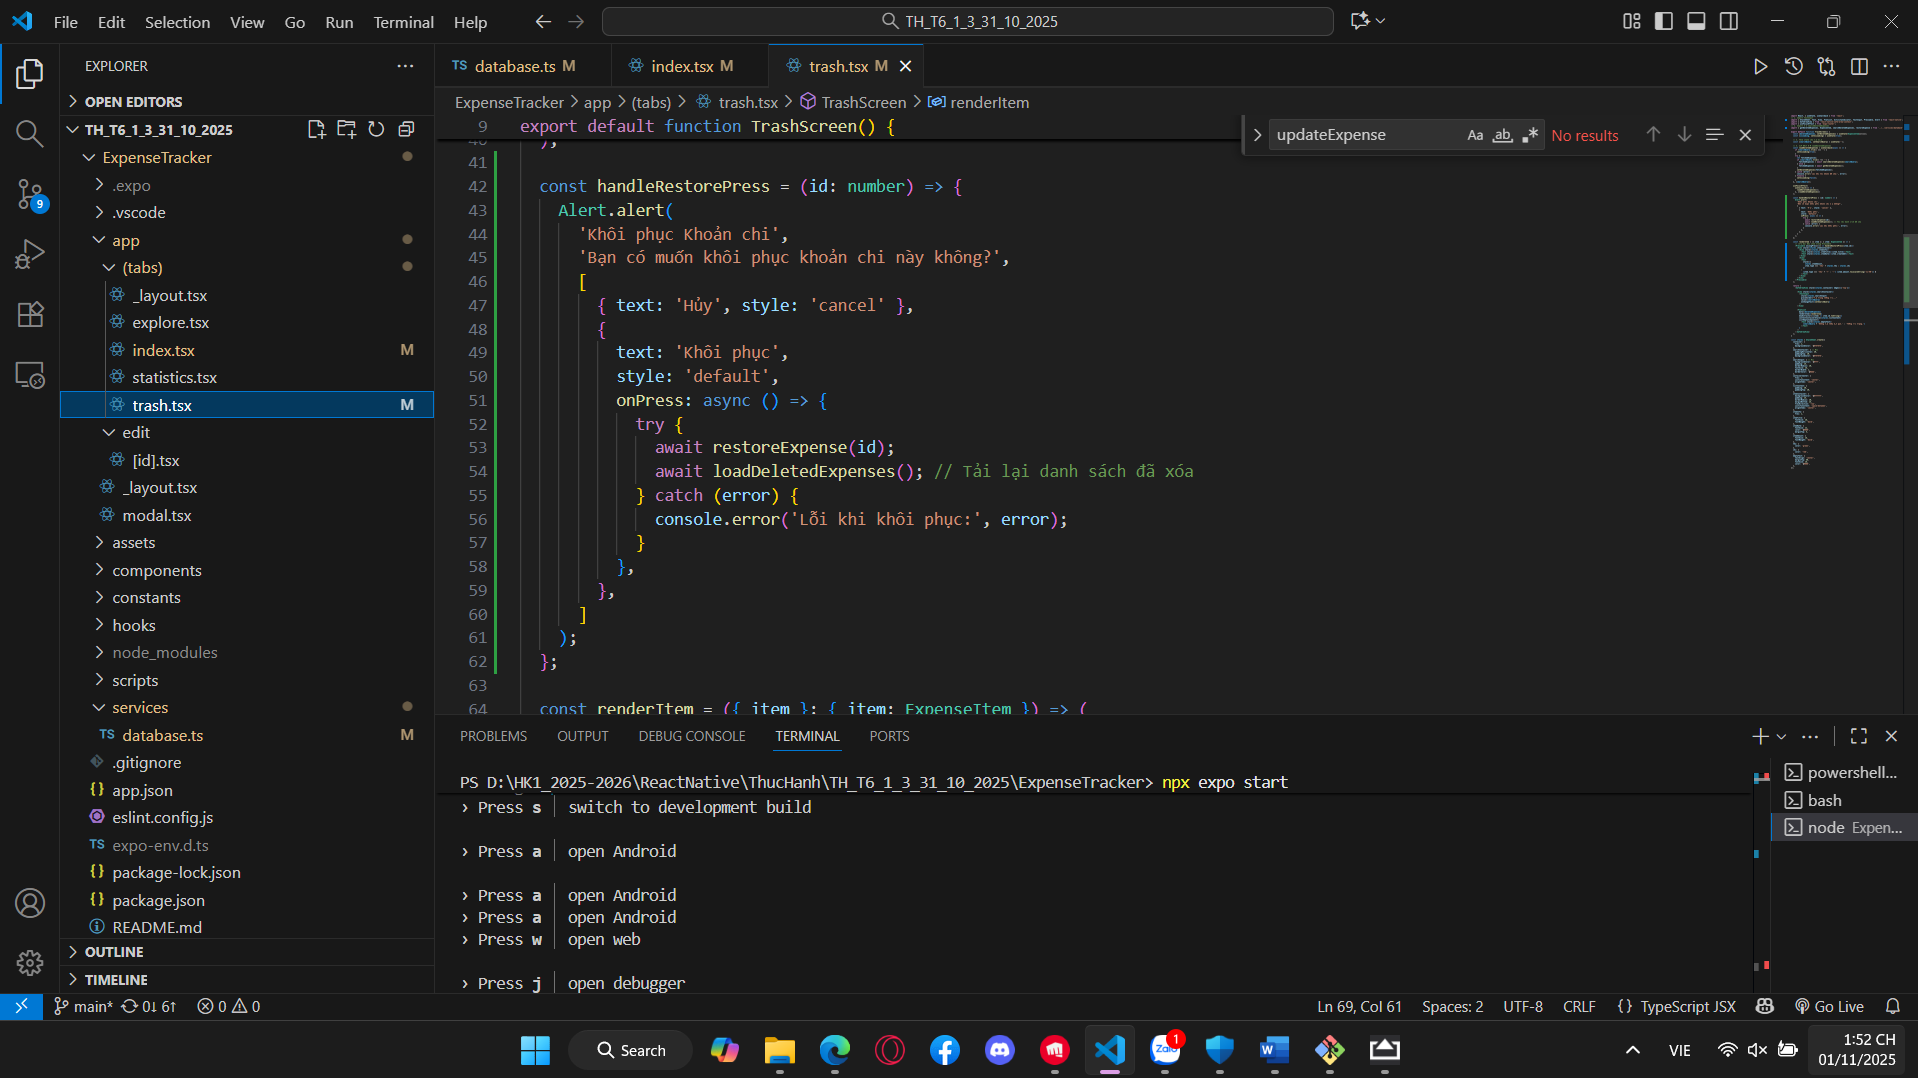 File Edit Selection View Go Run Terminal Help
TH_T6_1_3_31_10_2025
EXPLORER
OPEN EDITORS
TH_T6_1_3_31_10_2025
ExpenseTracker
.expo
.vscode
app
(tabs)
_layout.tsx
explore.tsx
index.tsx M
statistics.tsx
trash.tsx M
edit
[id].tsx
_layout.tsx
modal.tsx
assets
components
constants
hooks
node_modules
scripts
services
TS database.ts M
.gitignore
{} app.json
eslint.config.js
TS expo-env.d.ts
{} package-lock.json
{} package.json
README.md
OUTLINE
TIMELINE
9
TS database.ts M
index.tsx M
trash.tsx M
ExpenseTracker > app > (tabs) > trash.tsx > TrashScreen > renderItem
updateExpense Aa ab No results
9 export default function TrashScreen() {
40 );
41
42 const handleRestorePress = (id: number) => {
43 Alert.alert(
44 'Khôi phục Khoản chi',
45 'Bạn có muốn khôi phục khoản chi này không?',
46 [
47 { text: 'Hủy', style: 'cancel' },
48 {
49 text: 'Khôi phục',
50 style: 'default',
51 onPress: async () => {
52 try {
53 await restoreExpense(id);
54 await loadDeletedExpenses(); // Tải lại danh sách đã xóa
55 } catch (error) {
56 console.error('Lỗi khi khôi phục:', error);
57 }
58 },
59 },
60 ]
61 );
62 };
63
64 const renderItem = ({ item }: { item: ExpenseItem }) => (
PROBLEMS OUTPUT DEBUG CONSOLE TERMINAL PORTS
PS D:\HK1_2025-2026\ReactNative\ThucHanh\TH_T6_1_3_31_10_2025\ExpenseTracker> npx expo start
› Press s │ switch to development build
› Press a │ open Android
› Press a │ open Android
› Press a │ open Android
› Press w │ open web
› Press j │ open debugger
powershell...
bash
node Expen...
main* 0↓ 6↑ 0 0
Ln 69, Col 61 Spaces: 2 UTF-8 CRLF {} TypeScript JSX Go Live
Search
Zalo
1
W
VIE
1:52 CH
01/11/2025